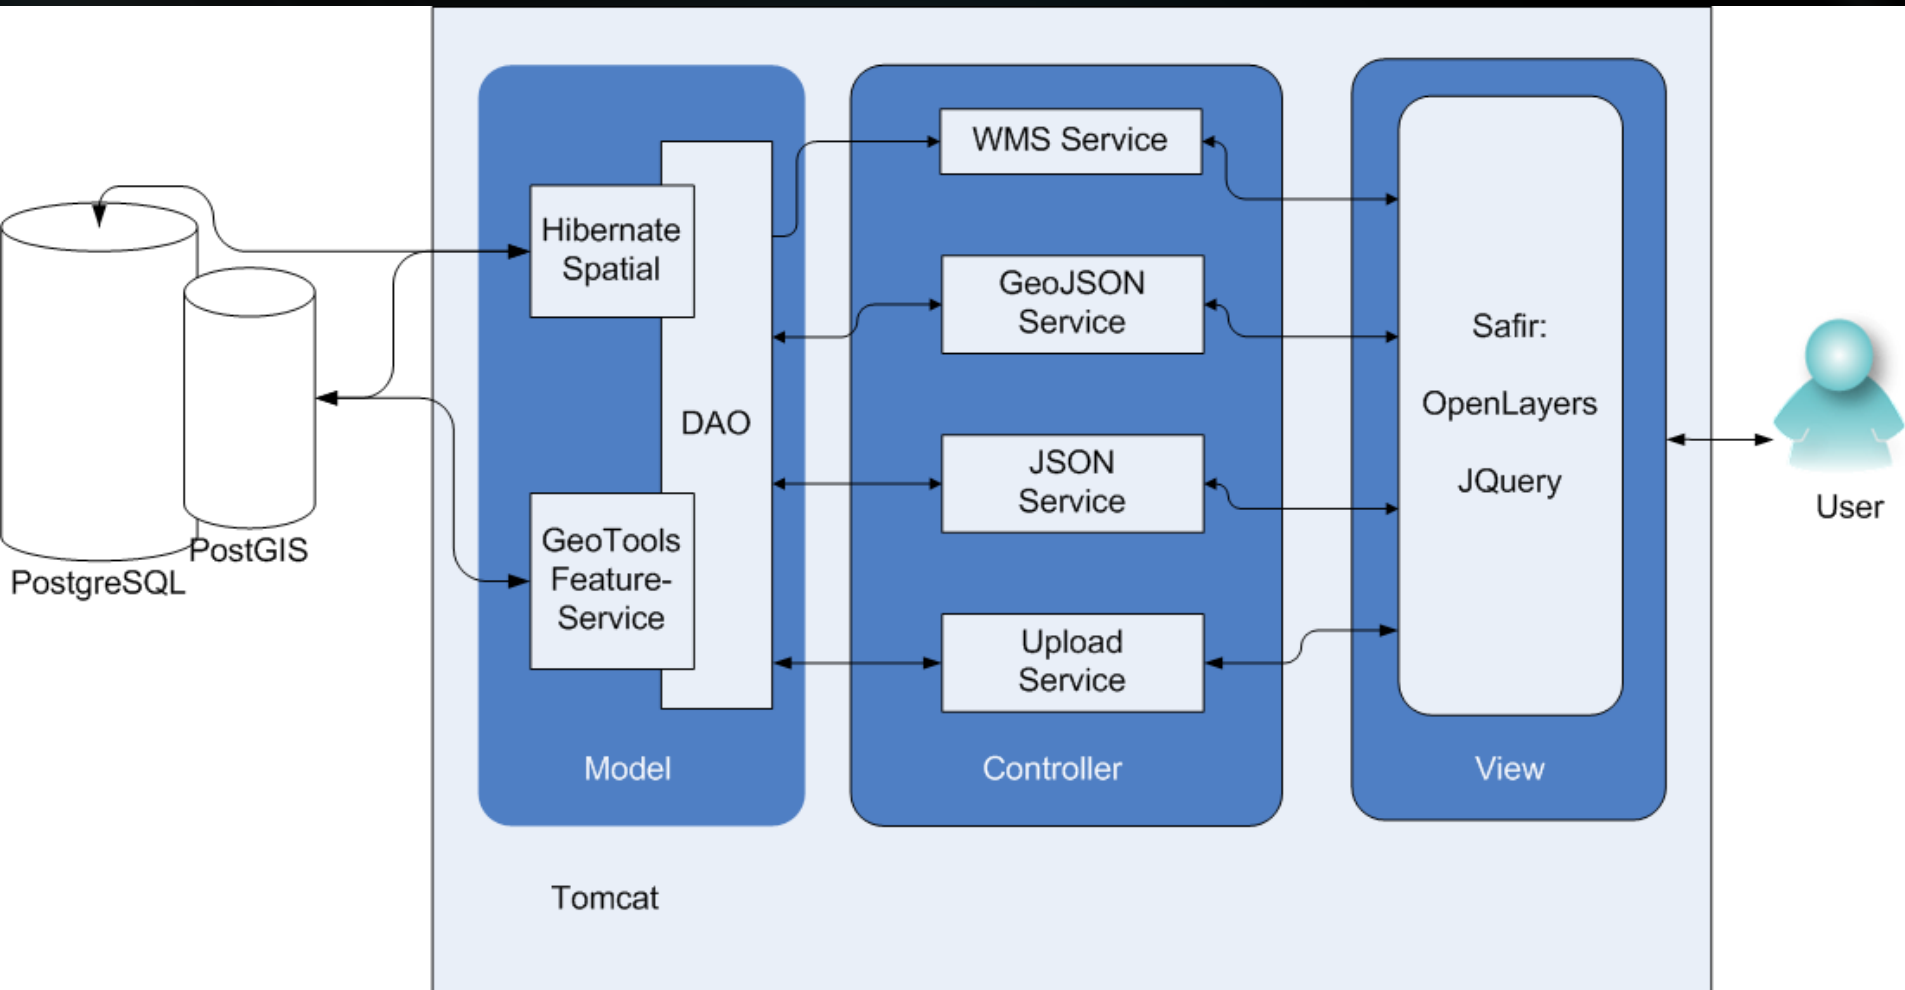 PostgreSQL
PostGIS
Hibernate
Spatial
DAO
GeoTools
Feature-
Service
Model
WMS Service
GeoJSON
Service
JSON
Service
Upload
Service
Controller
Safir:
OpenLayers
JQuery
View
User
Tomcat